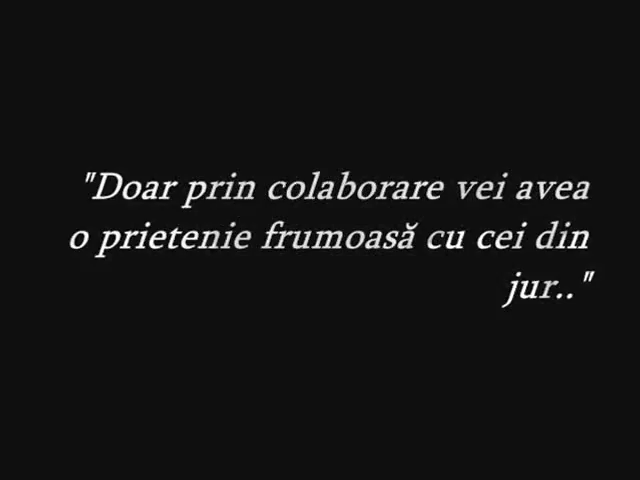 "Doar prin colaborare vei avea
o prietenie frumoasă cu cei din
jur.."